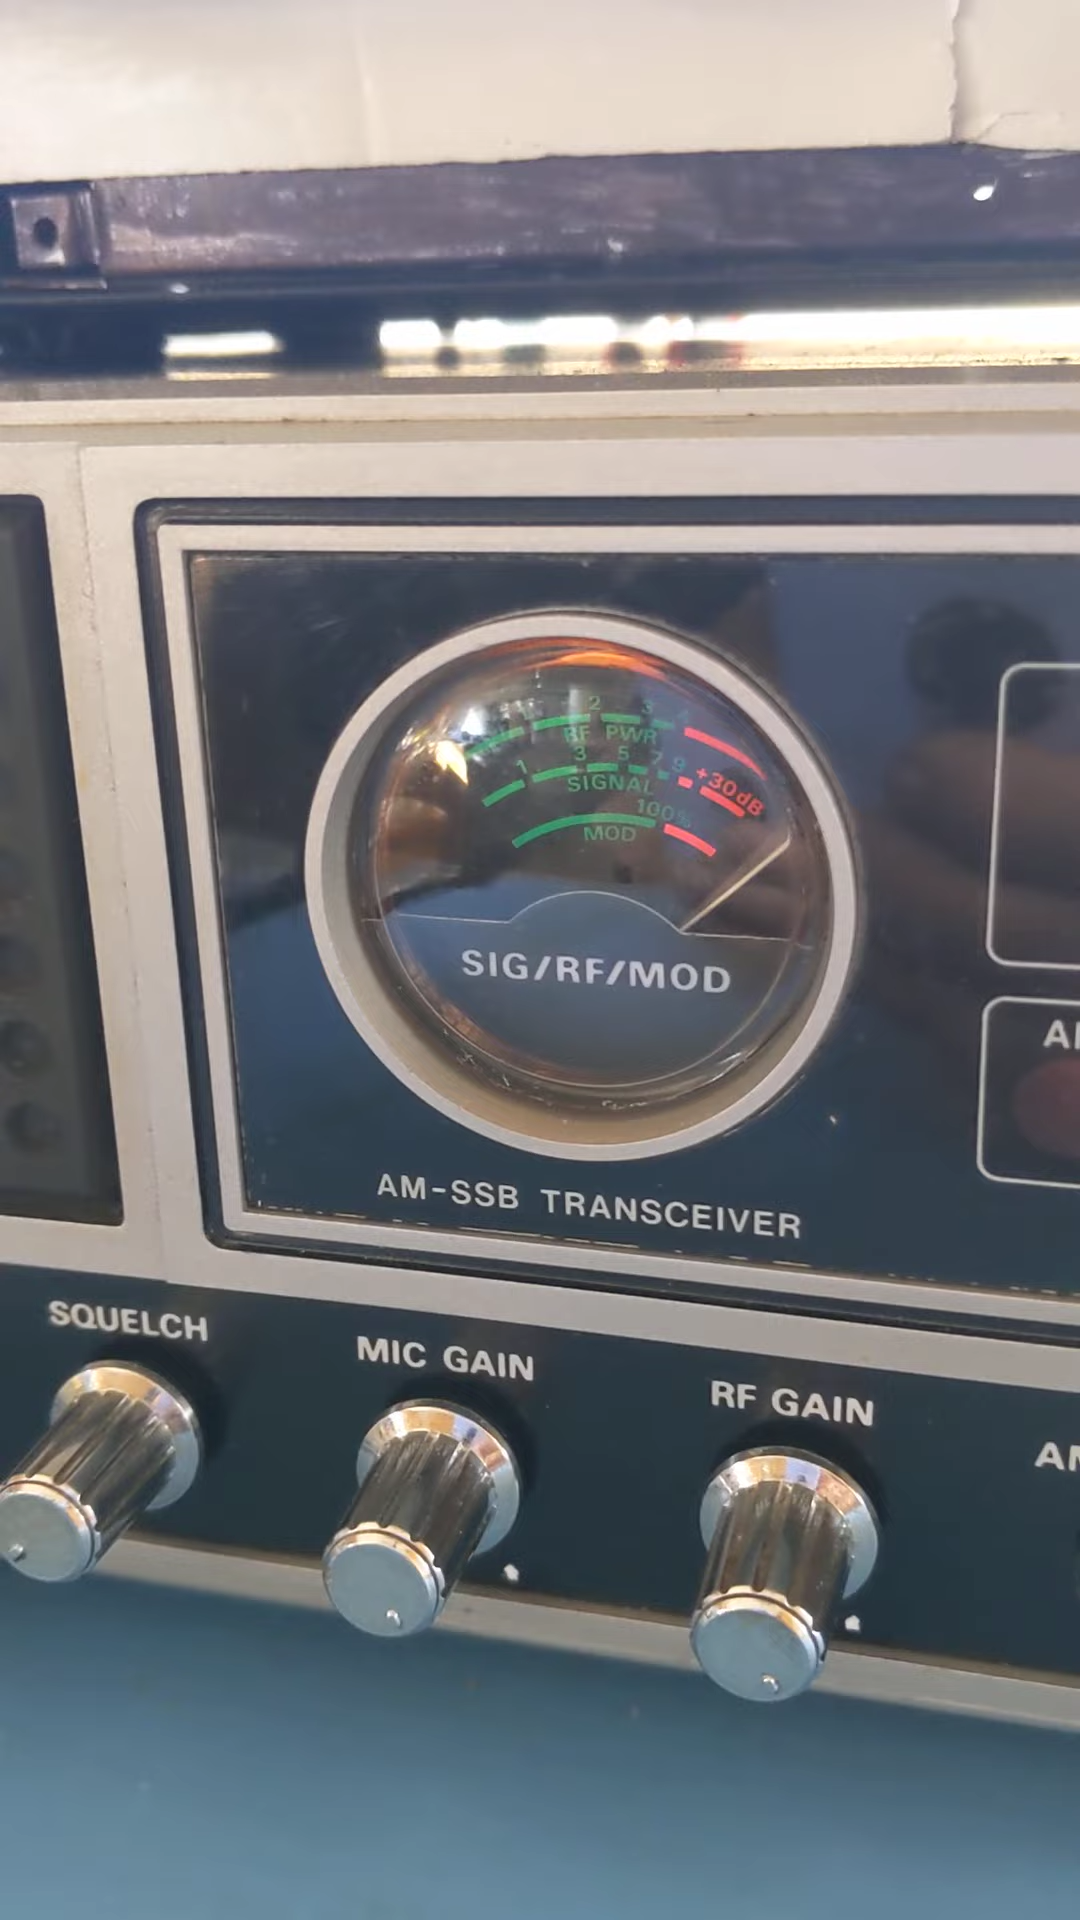 2 3 4
RF PWR
1 3 5 7 9 +30dB
SIGNAL
100%
MOD
SIG/RF/MOD
AM-SSB TRANSCEIVER
SQUELCH
MIC GAIN
RF GAIN